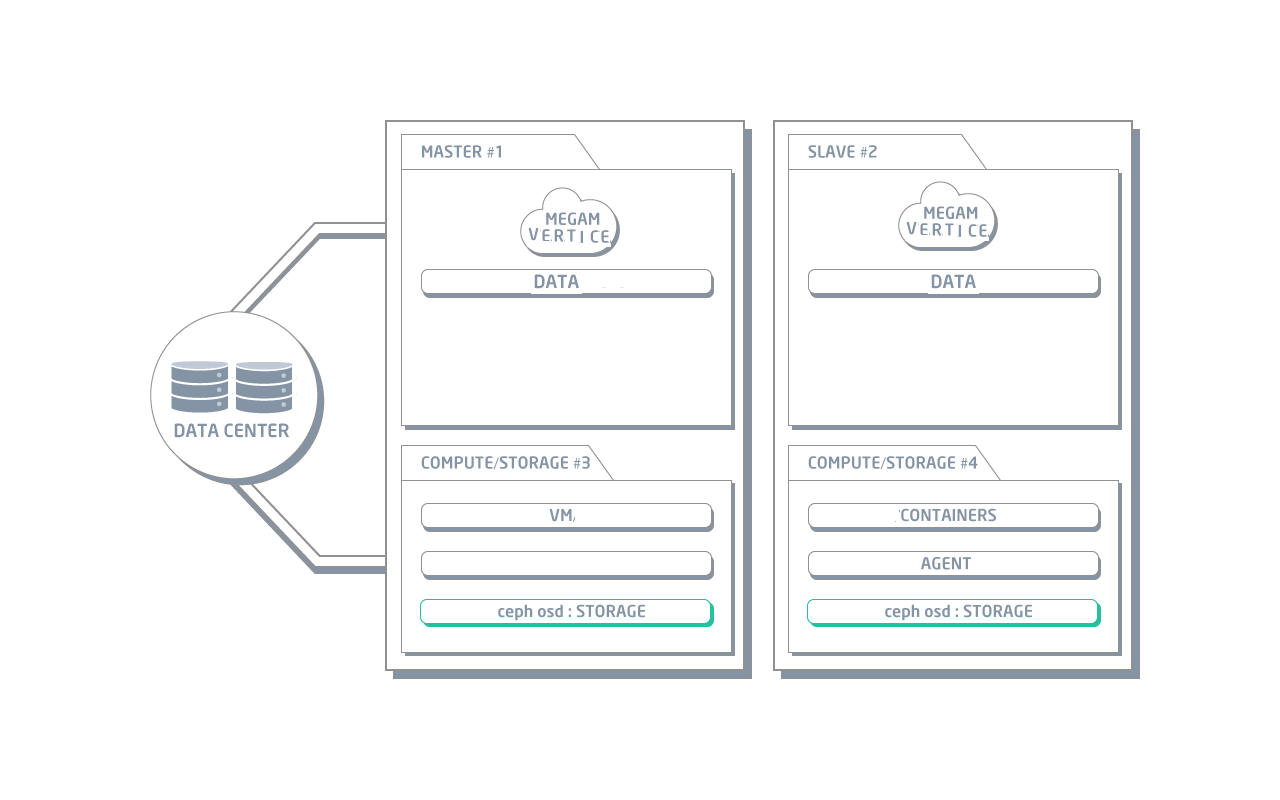 MASTER #1
MEGAM
VERTICE
DATA
SLAVE #2
MEGAM
VERTICE
DATA
DATA CENTER
COMPUTE/STORAGE #3
VM
ceph osd : STORAGE
COMPUTE/STORAGE #4
CONTAINERS
AGENT
ceph osd : STORAGE